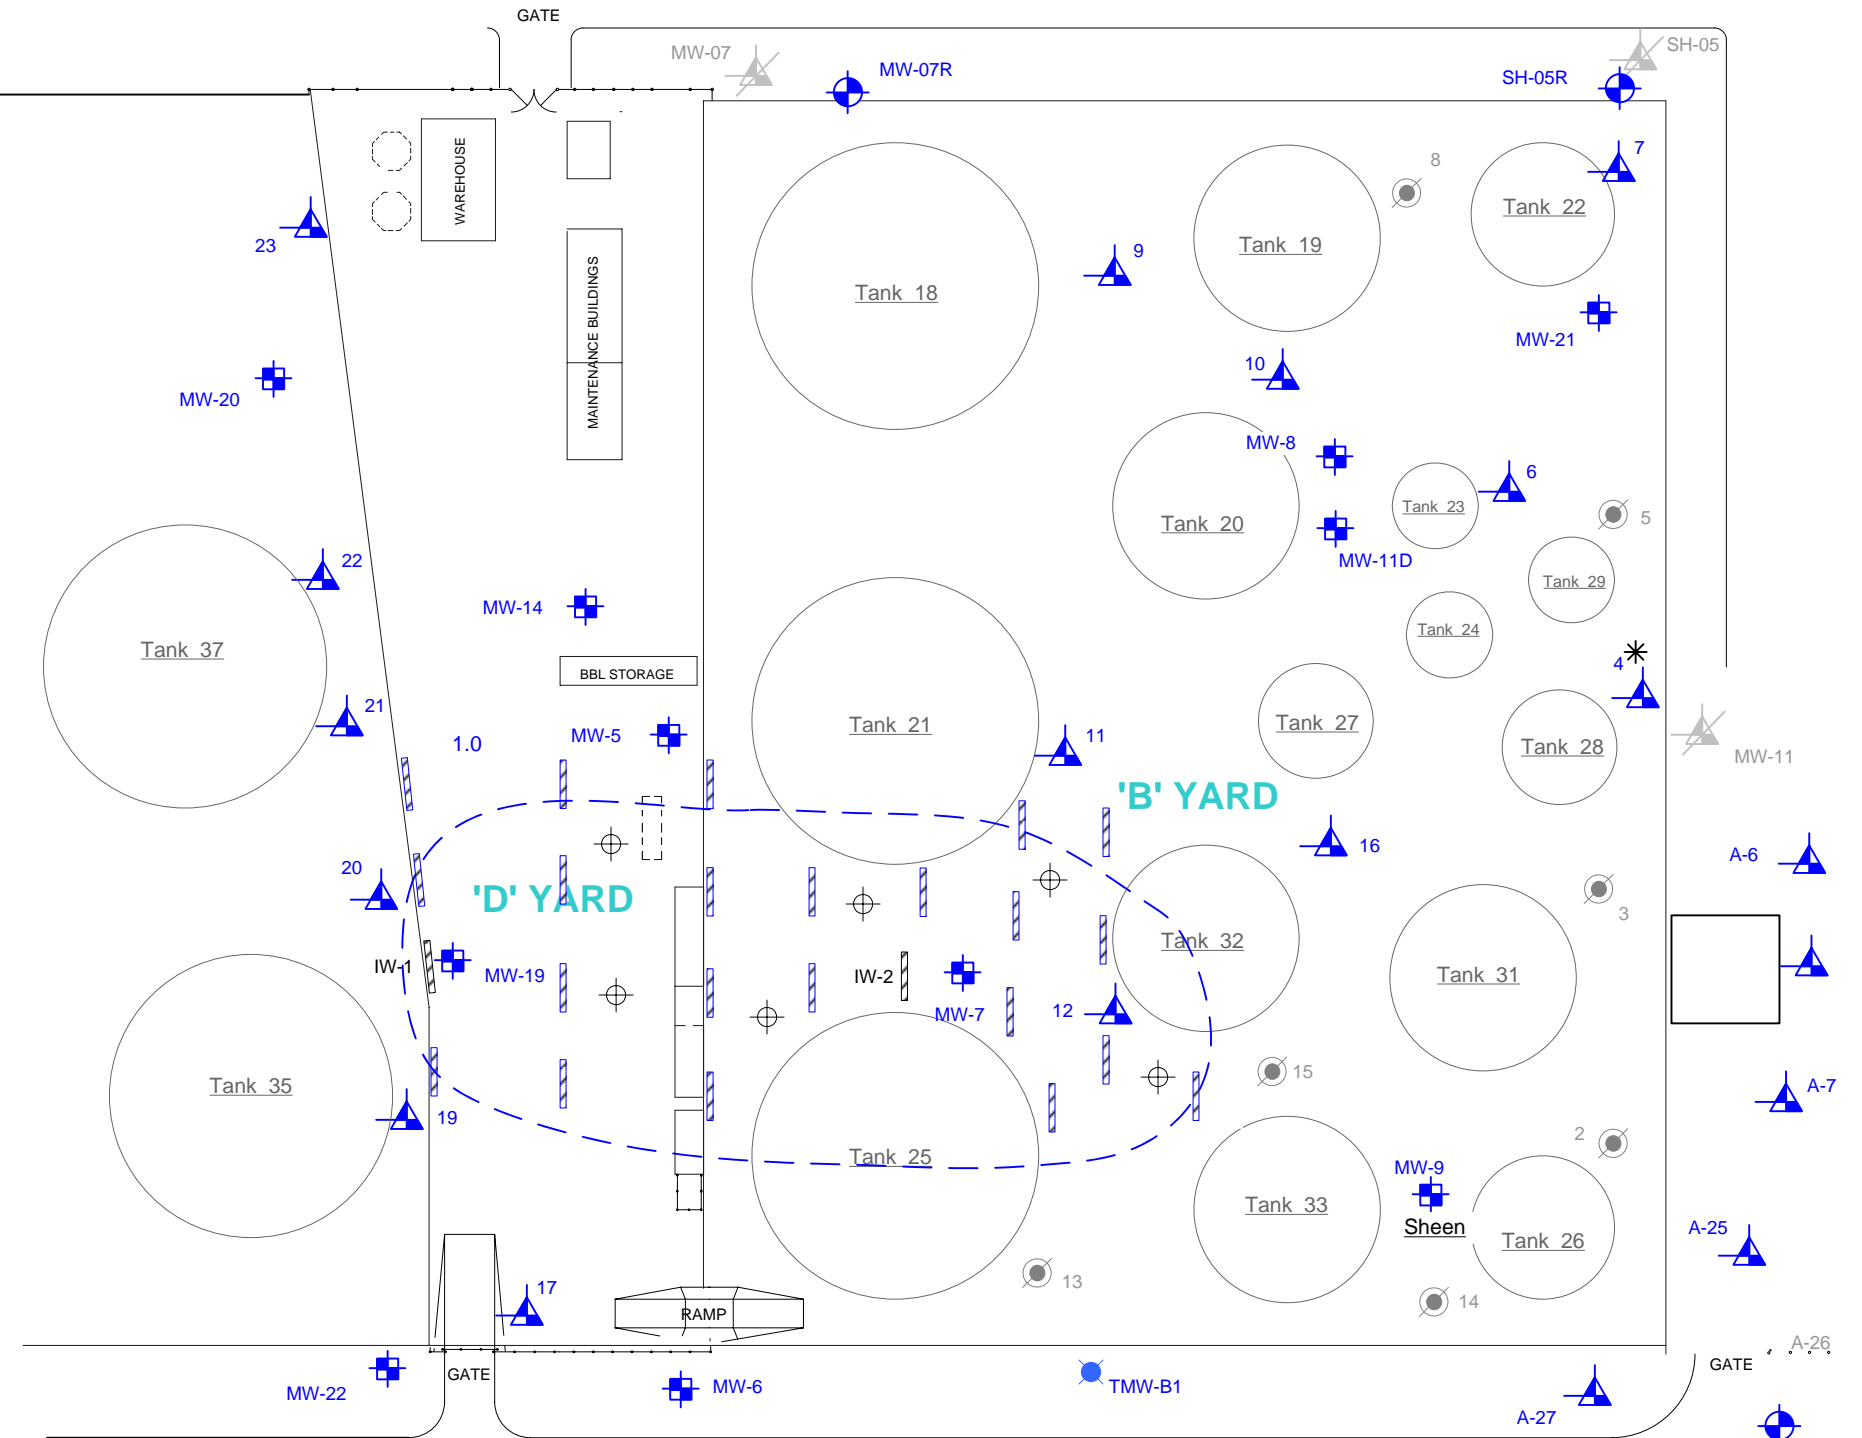 GATE
MW-07
MW-07R
SH-05R
SH-05
WAREHOUSE
8
7
Tank 22
23
Tank 19
9
MAINTENANCE BUILDINGS
Tank 18
MW-21
10
MW-20
MW-8
6
Tank 23
5
Tank 20
MW-11D
22
Tank 29
MW-14
Tank 24
Tank 37
4
BBL STORAGE
21
1.0
MW-5
Tank 21
11
Tank 27
Tank 28
MW-11
'B' YARD
16
A-6
20
'D' YARD
3
Tank 32
IW-1
MW-19
IW-2
Tank 31
MW-7
12
15
Tank 35
A-7
19
2
Tank 25
MW-9
Tank 33
Sheen
A-25
Tank 26
13
17
14
RAMP
A-26
GATE
GATE
MW-22
MW-6
TMW-B1
A-27